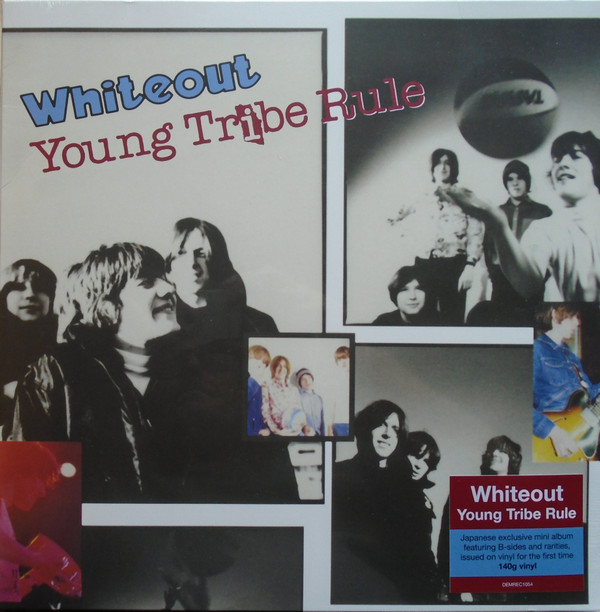 Whiteout
Young Tribe Rule
Whiteout
Young Tribe Rule
Japanese exclusive mini album
featuring B-sides and rarities,
issued on vinyl for the first time
140g vinyl
DEMREC1054